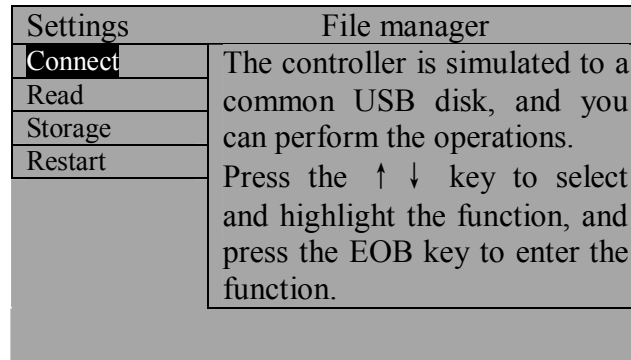 Settings
File manager
Connect
Read
Storage
Restart
The controller is simulated to a
common USB disk, and you
can perform the operations.
Press the ↑ ↓ key to select
and highlight the function, and
press the EOB key to enter the
function.